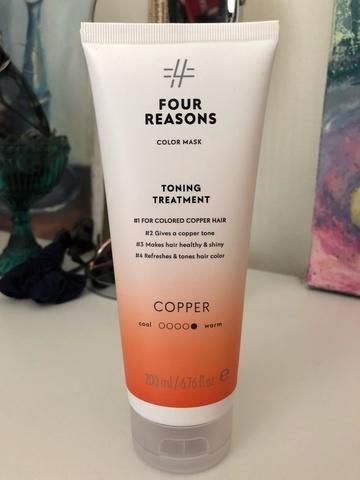 FOUR
REASONS
COLOR MASK
TONING
TREATMENT
#1 FOR COLORED COPPER HAIR
#2 Gives a copper tone
#3 Makes hair healthy & shiny
#4 Refreshes & tones hair color
COPPER
cool warm
200 ml / 6.76 fl.oz. e